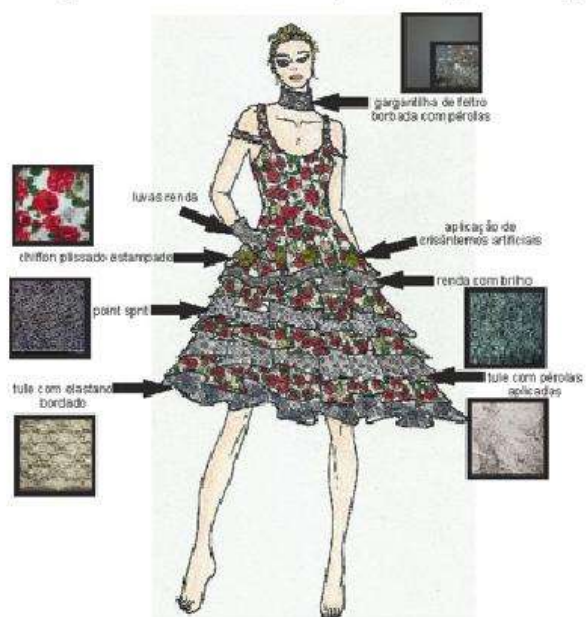 gargantilha de feltro
borbada com pérolas
luvas renda
aplicação de
crisântemos artificiais
chiffon plissado estampado
renda com brilho
point sprit
tule com elastano
bordado
tule com pérolas
aplicadas